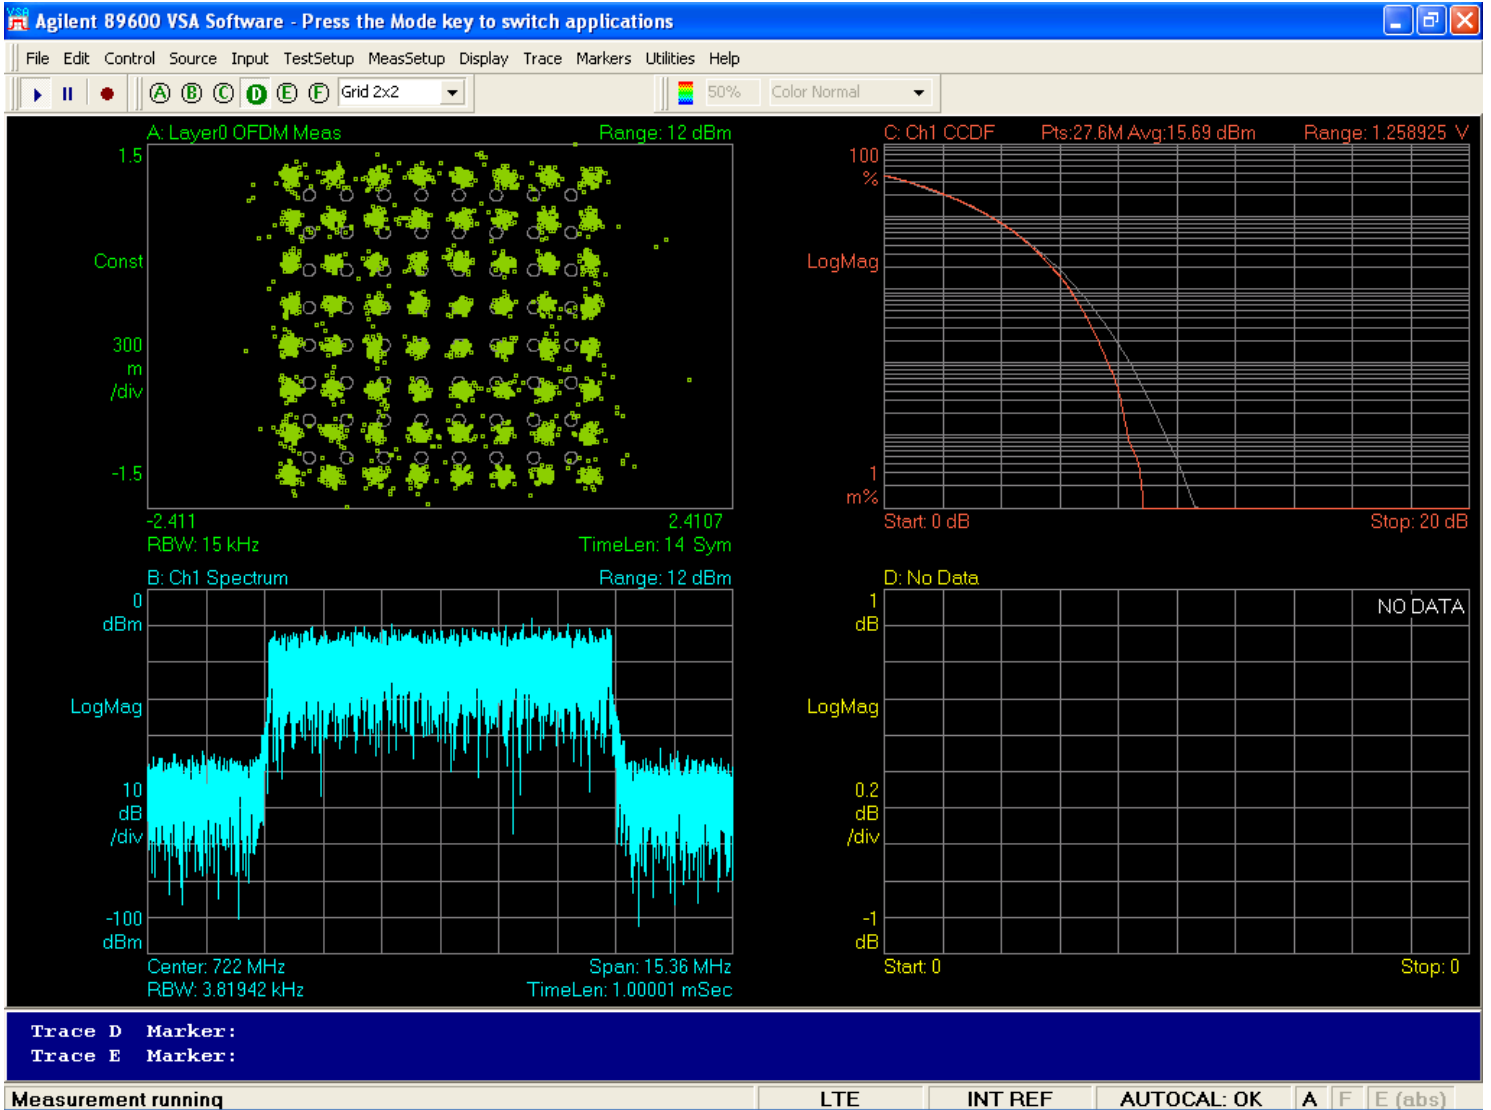 Agilent 89600 VSA Software - Press the Mode key to switch applications
File Edit Control Source Input TestSetup MeasSetup Display Trace Markers Utilities Help
A B C D E F Grid 2x2 50% Color Normal
A: Layer0 OFDM Meas Range: 12 dBm
1.5
Const
300
m
/div
-1.5
-2.411 2.4107
RBW: 15 kHz TimeLen: 14 Sym
C: Ch1 CCDF Pts:27.6M Avg:15.69 dBm Range: 1.258925 V
100
%
LogMag
1
m%
Start: 0 dB Stop: 20 dB
B: Ch1 Spectrum Range: 12 dBm
0
dBm
LogMag
10
dB
/div
-100
dBm
Center: 722 MHz Span: 15.36 MHz
RBW: 3.81942 kHz TimeLen: 1.00001 mSec
D: No Data
1
dB
NO DATA
LogMag
0.2
dB
/div
-1
dB
Start: 0 Stop: 0
Trace D Marker:
Trace E Marker:
Measurement running LTE INT REF AUTOCAL: OK A F E (abs)